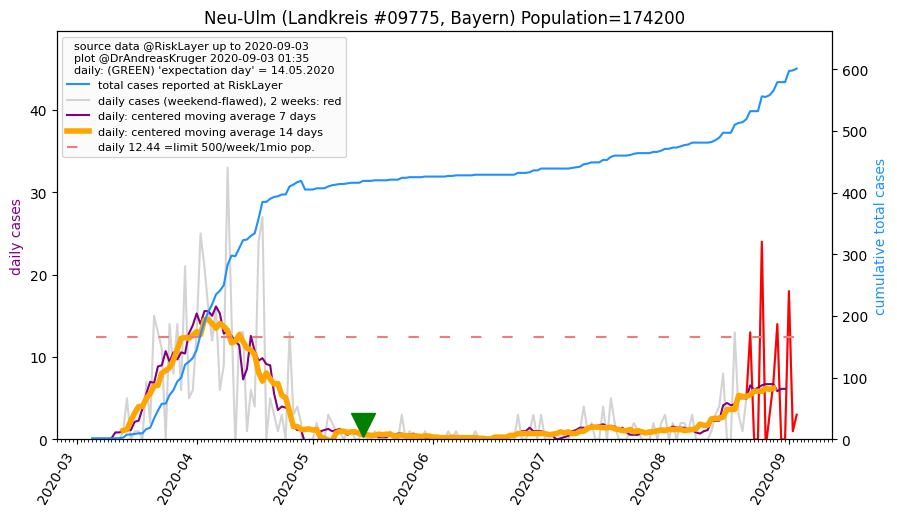 Neu-Ulm (Landkreis #09775, Bayern) Population=174200
source data @RiskLayer up to 2020-09-03
plot @DrAndreasKruger 2020-09-03 01:35
daily: (GREEN) 'expectation day' = 14.05.2020
total cases reported at RiskLayer
daily cases (weekend-flawed), 2 weeks: red
daily: centered moving average 7 days
daily: centered moving average 14 days
daily 12.44 =limit 500/week/1mio pop.
daily cases
40
30
20
10
0
cumulative total cases
600
500
400
300
200
100
0
2020-03
2020-04
2020-05
2020-06
2020-07
2020-08
2020-09